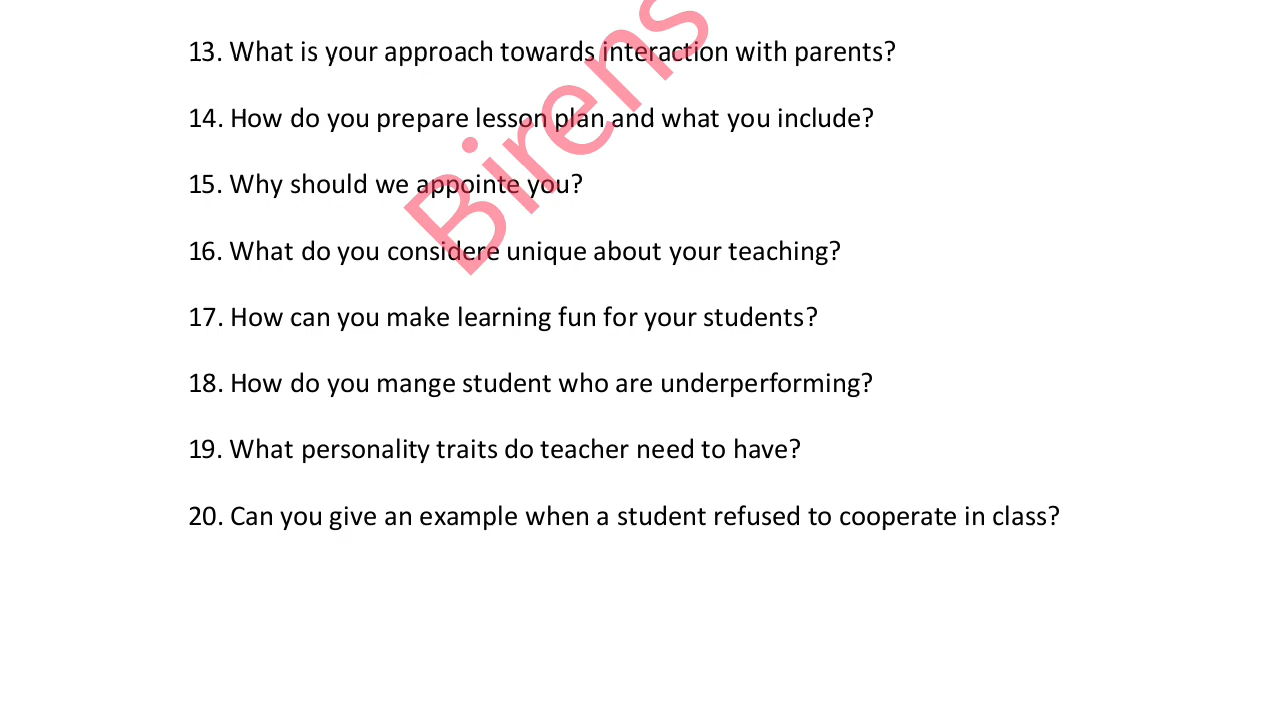 13. What is your approach towards interaction with parents?
14. How do you prepare lesson plan and what you include?
15. Why should we appointe you?
16. What do you considere unique about your teaching?
17. How can you make learning fun for your students?
18. How do you mange student who are underperforming?
19. What personality traits do teacher need to have?
20. Can you give an example when a student refused to cooperate in class?
Birens